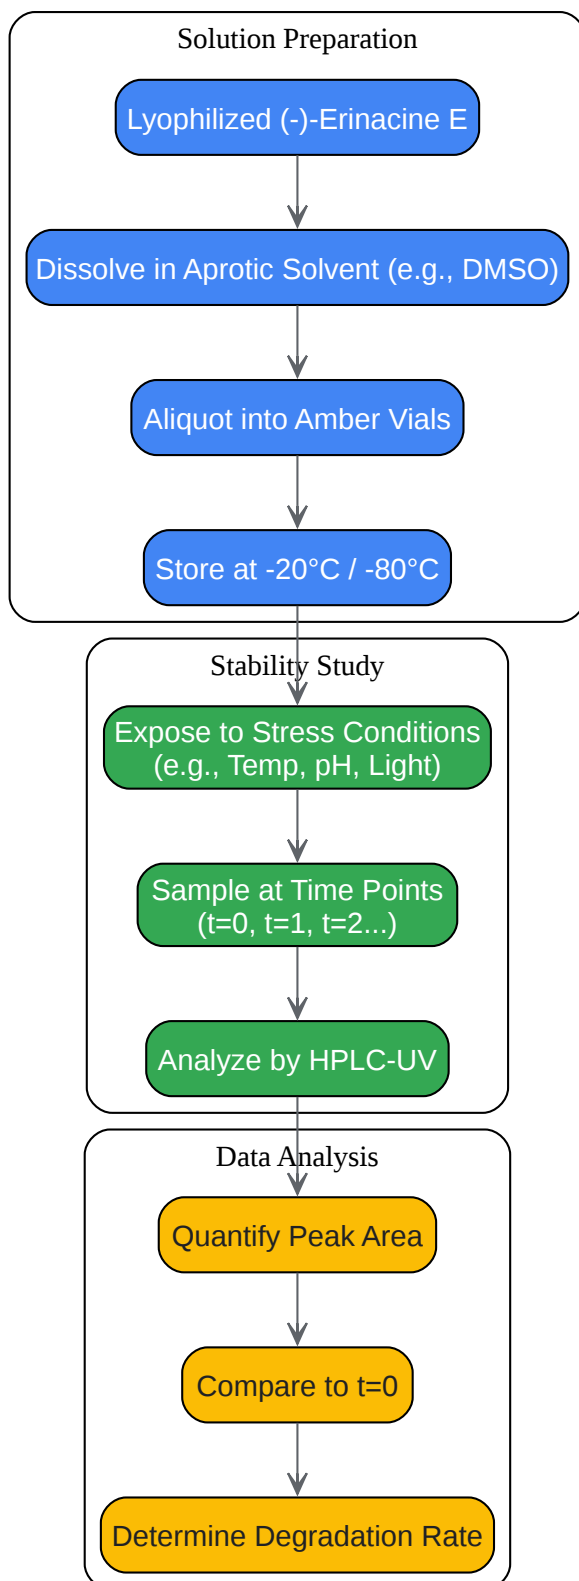 Solution Preparation
Lyophilized (-)-Erinacine E
Dissolve in Aprotic Solvent (e.g., DMSO)
Aliquot into Amber Vials
Store at -20°C / -80°C
Stability Study
Expose to Stress Conditions
(e.g., Temp, pH, Light)
Sample at Time Points
(t=0, t=1, t=2...)
Analyze by HPLC-UV
Data Analysis
Quantify Peak Area
Compare to t=0
Determine Degradation Rate